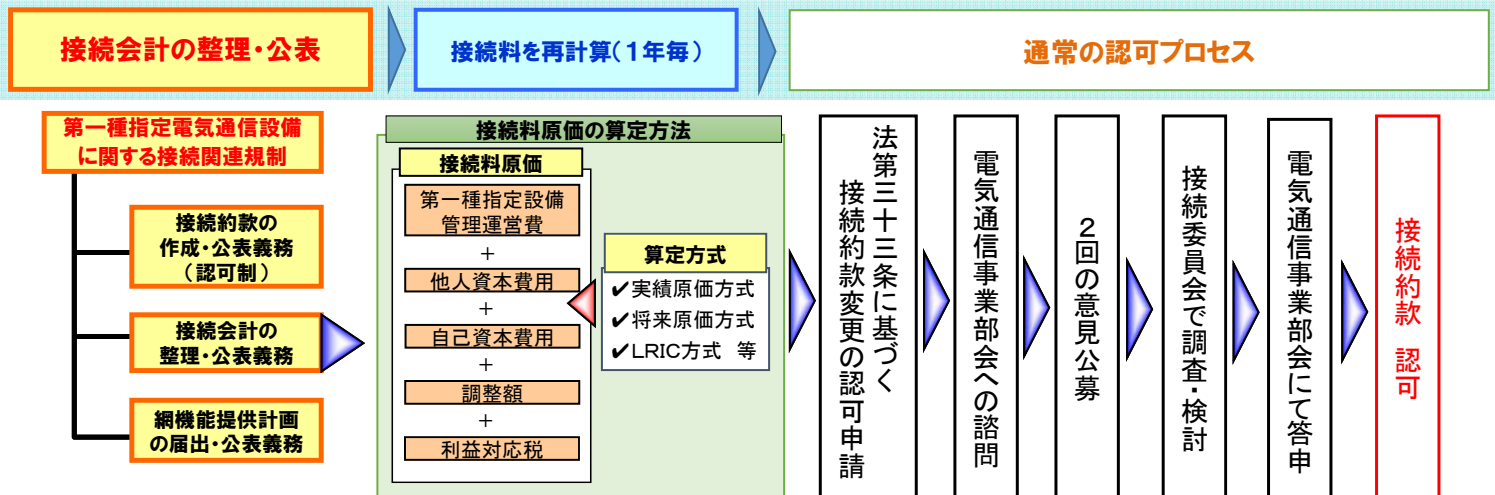 接続会計の整理・公表
接続料を再計算（１年毎）
通常の認可プロセス
第一種指定電気通信設備
に関する接続関連規制
接続約款の
作成・公表義務
（認可制）
接続会計の
整理・公表義務
網機能提供計画
の届出・公表義務
接続料原価の算定方法
接続料原価
第一種指定設備
管理運営費
+
他人資本費用
+
自己資本費用
+
調整額
+
利益対応税
算定方式
✔実績原価方式
✔将来原価方式
✔LRIC方式　等
法第三十三条に基づく
接続約款変更の認可申請
電気通信事業部会への諮問
２回の意見公募
接続委員会で調査・検討
電気通信事業部会にて答申
接続約款　認可